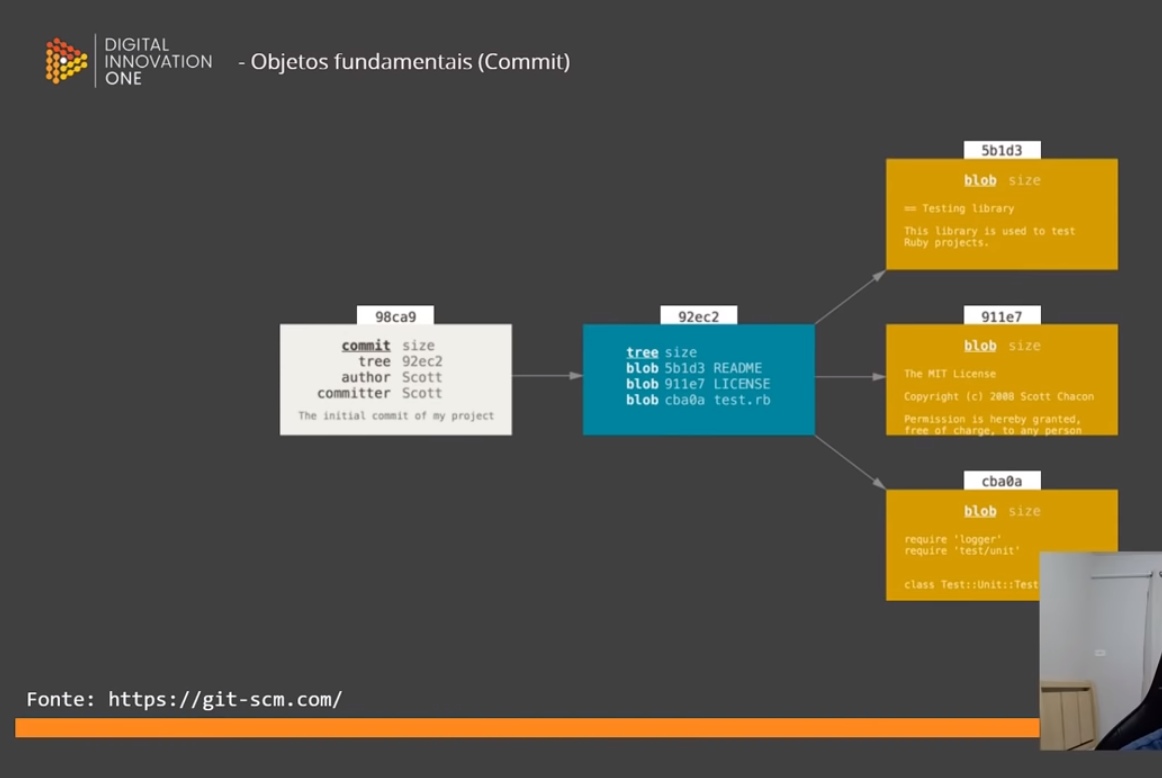 DIGITAL
INNOVATION
ONE
- Objetos fundamentais (Commit)
5b1d3
blob size
== Testing library
This library is used to test
Ruby projects.
98ca9
commit size
tree 92ec2
author Scott
committer Scott
The initial commit of my project
92ec2
tree size
blob 5b1d3 README
blob 911e7 LICENSE
blob cba0a test.rb
911e7
blob size
The MIT License
Copyright (c) 2008 Scott Chacon
Permission is hereby granted,
free of charge, to any person
cba0a
blob size
require 'logger'
require 'test/unit'
class Test::Unit::Test
Fonte: https://git-scm.com/